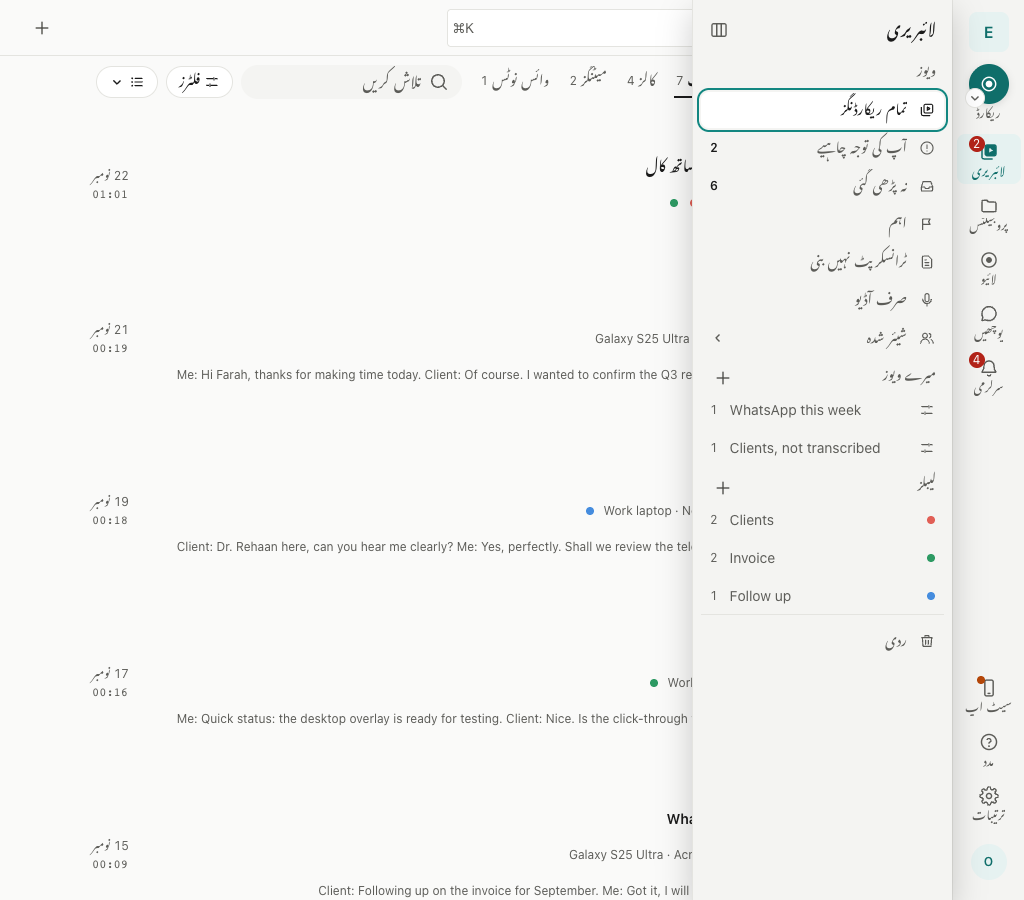 E
ریکارڈ
2
لائبریری
پروجیکٹس
لائیو
پوچھیں
4
سرگرمی
سیٹ اپ
مدد
ترتیبات
O
لائبریری
ویوز
تمام ریکارڈنگز
آپ کی توجہ چاہیے 2
نہ پڑھی گئی 6
اہم
ٹرانسکرپٹ نہیں بنی
صرف آڈیو
شیئر شدہ
میرے ویوز
WhatsApp this week 1
Clients, not transcribed 1
لیبلز
Clients 2
Invoice 2
Follow up 1
ردی
⌘K
7
کالز 4
میٹنگز 2
وائس نوٹس 1
تلاش کریں
فلٹرز
ساتھ کال
22 نومبر
01:01
Galaxy S25 Ultra
21 نومبر
00:19
Me: Hi Farah, thanks for making time today. Client: Of course. I wanted to confirm the Q3
Work laptop ·
19 نومبر
00:18
Client: Dr. Rehaan here, can you hear me clearly? Me: Yes, perfectly. Shall we review the
17 نومبر
00:16
Me: Quick status: the desktop overlay is ready for testing. Client: Nice. Is the click-through
15 نومبر
00:09
Galaxy S25 Ultra ·
Client: Following up on the invoice for September. Me: Got it, I will